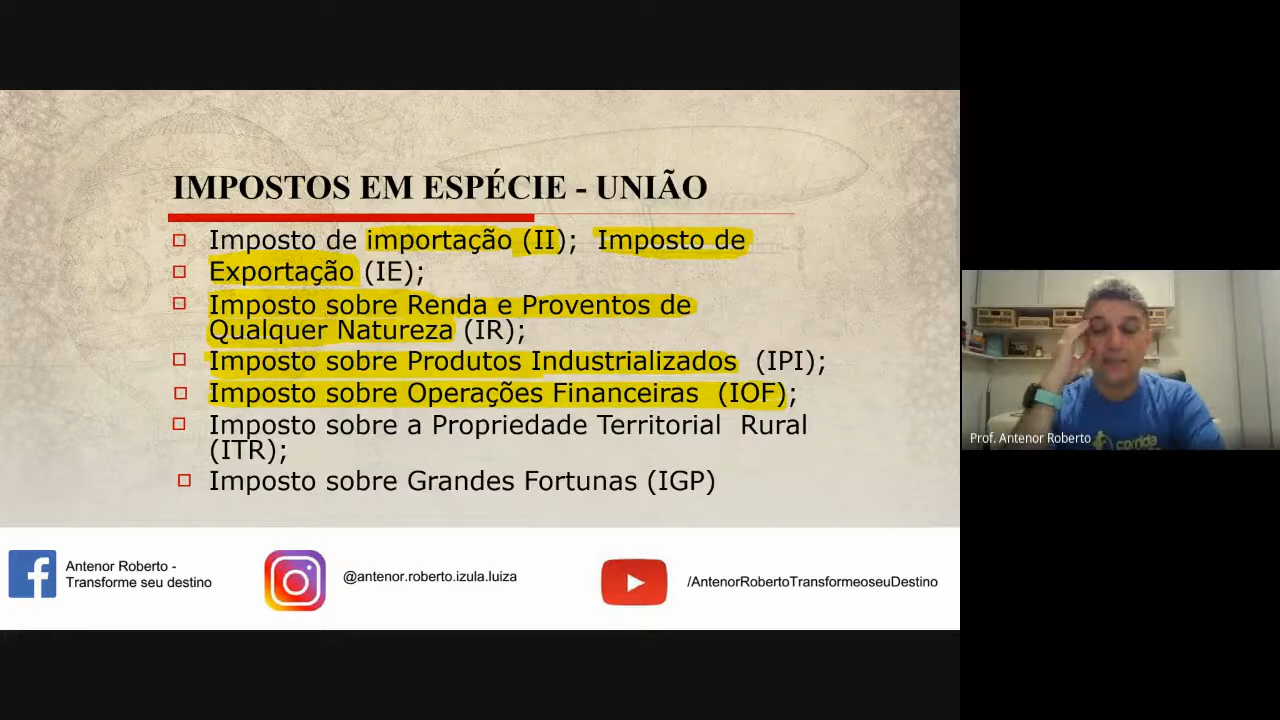 IMPOSTOS EM ESPÉCIE - UNIÃO
Imposto de importação (II); Imposto de
Exportação (IE);
Imposto sobre Renda e Proventos de
Qualquer Natureza (IR);
Imposto sobre Produtos Industrializados (IPI);
Imposto sobre Operações Financeiras (IOF);
Imposto sobre a Propriedade Territorial Rural
(ITR);
Imposto sobre Grandes Fortunas (IGP)
Antenor Roberto -
Transforme seu destino
@antenor.roberto.izula.luiza
/AntenorRobertoTransformeoseuDestino
Prof. Antenor Roberto
corrida